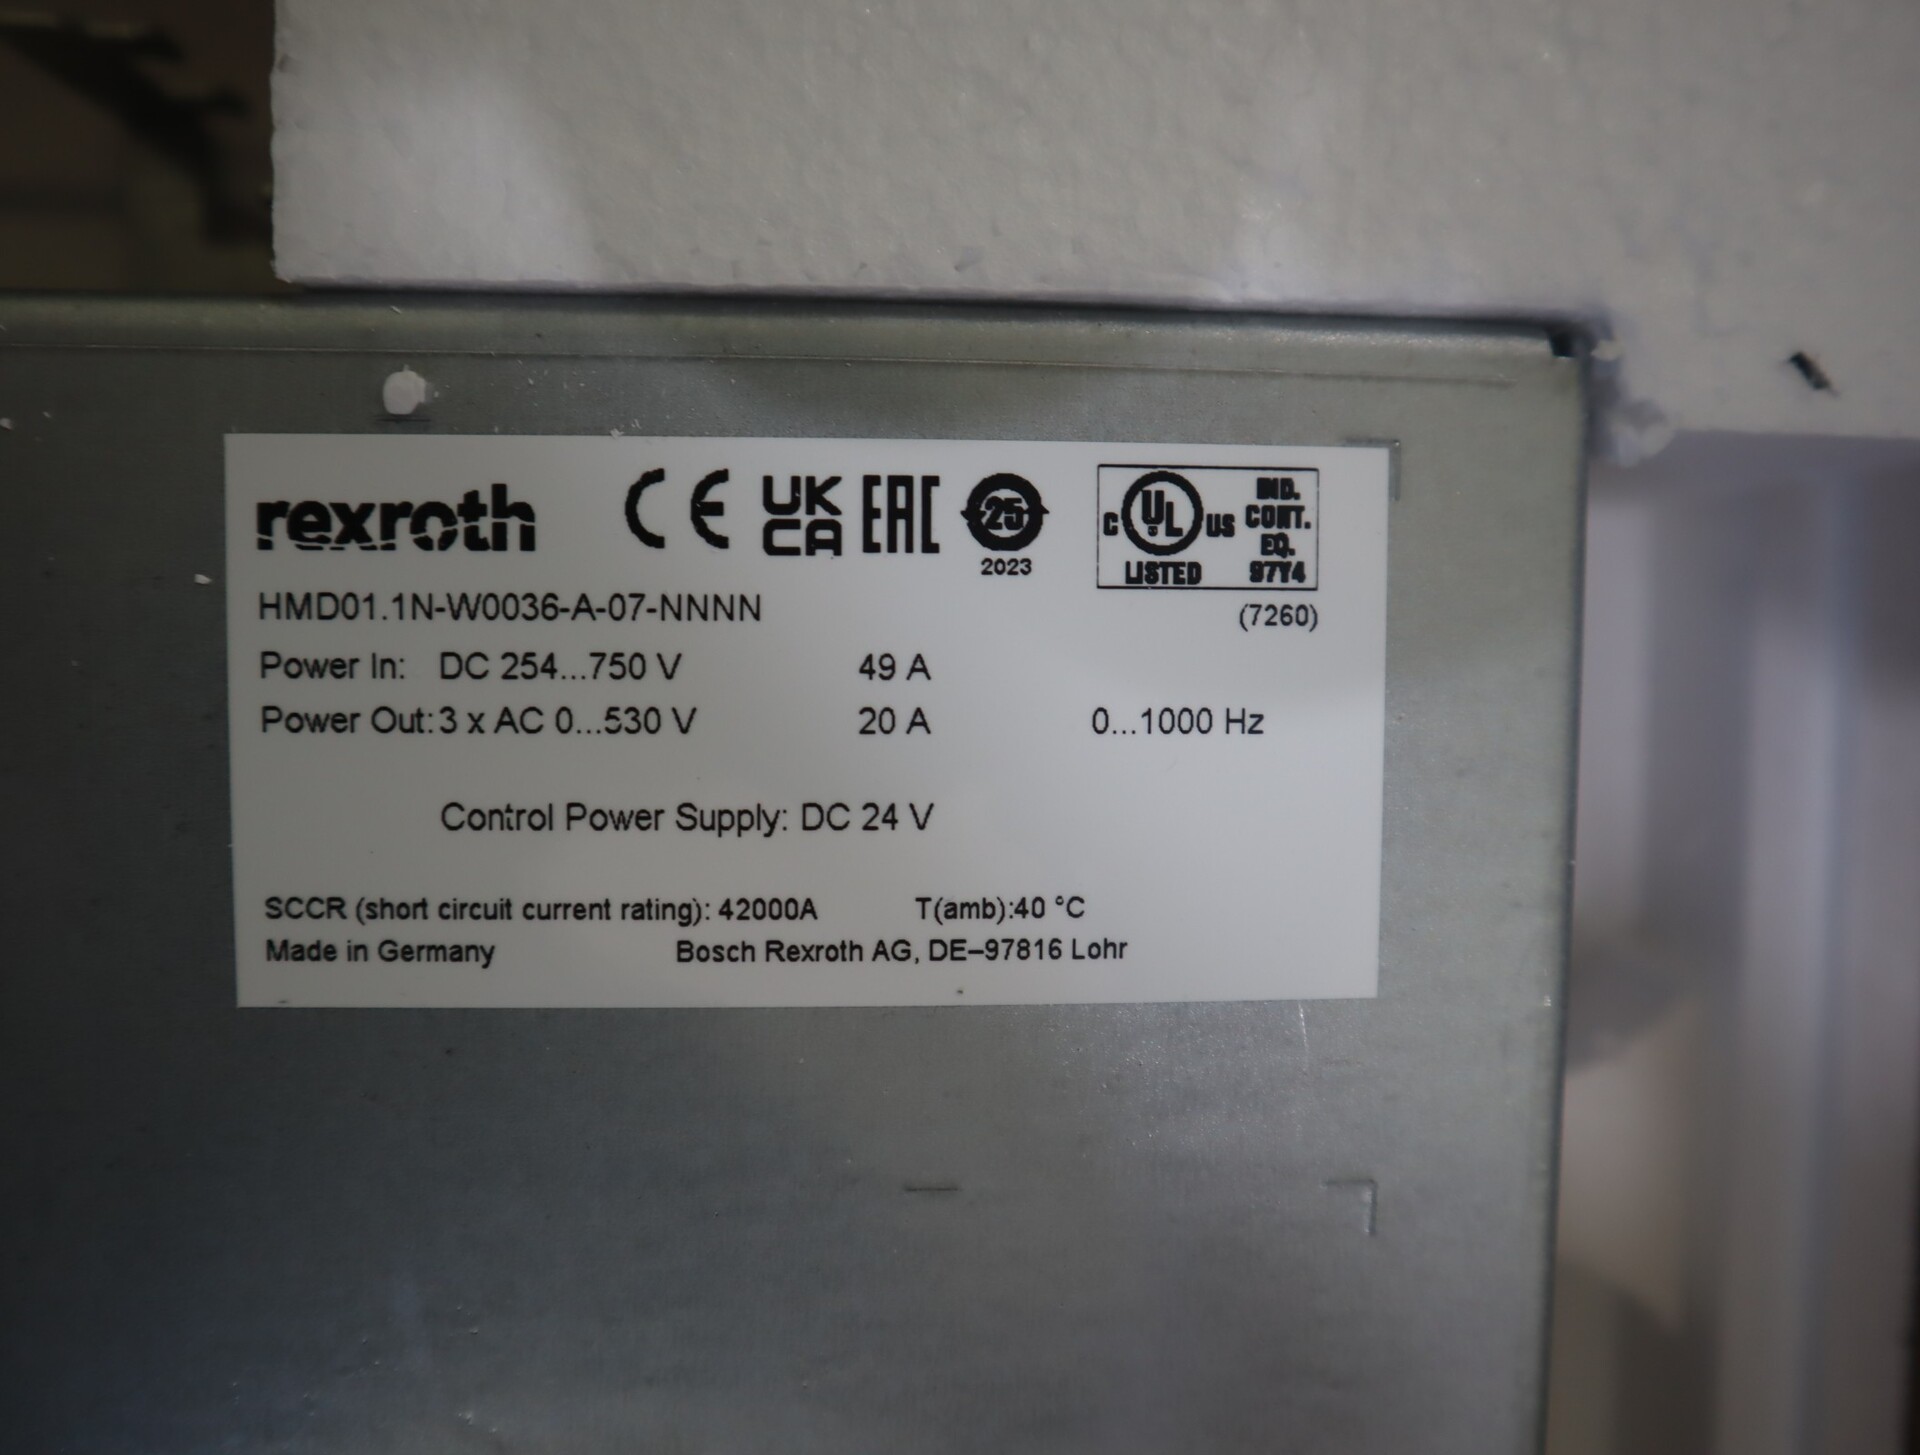 rexroth CE UK CA EAC 25 2023
C UL US LISTED IND. CONT. EQ. 97Y4
HMD01.1N-W0036-A-07-NNNN (7260)
Power In: DC 254...750 V 49 A
Power Out: 3 x AC 0...530 V 20 A 0...1000 Hz
Control Power Supply: DC 24 V
SCCR (short circuit current rating): 42000A T(amb):40 °C
Made in Germany Bosch Rexroth AG, DE–97816 Lohr